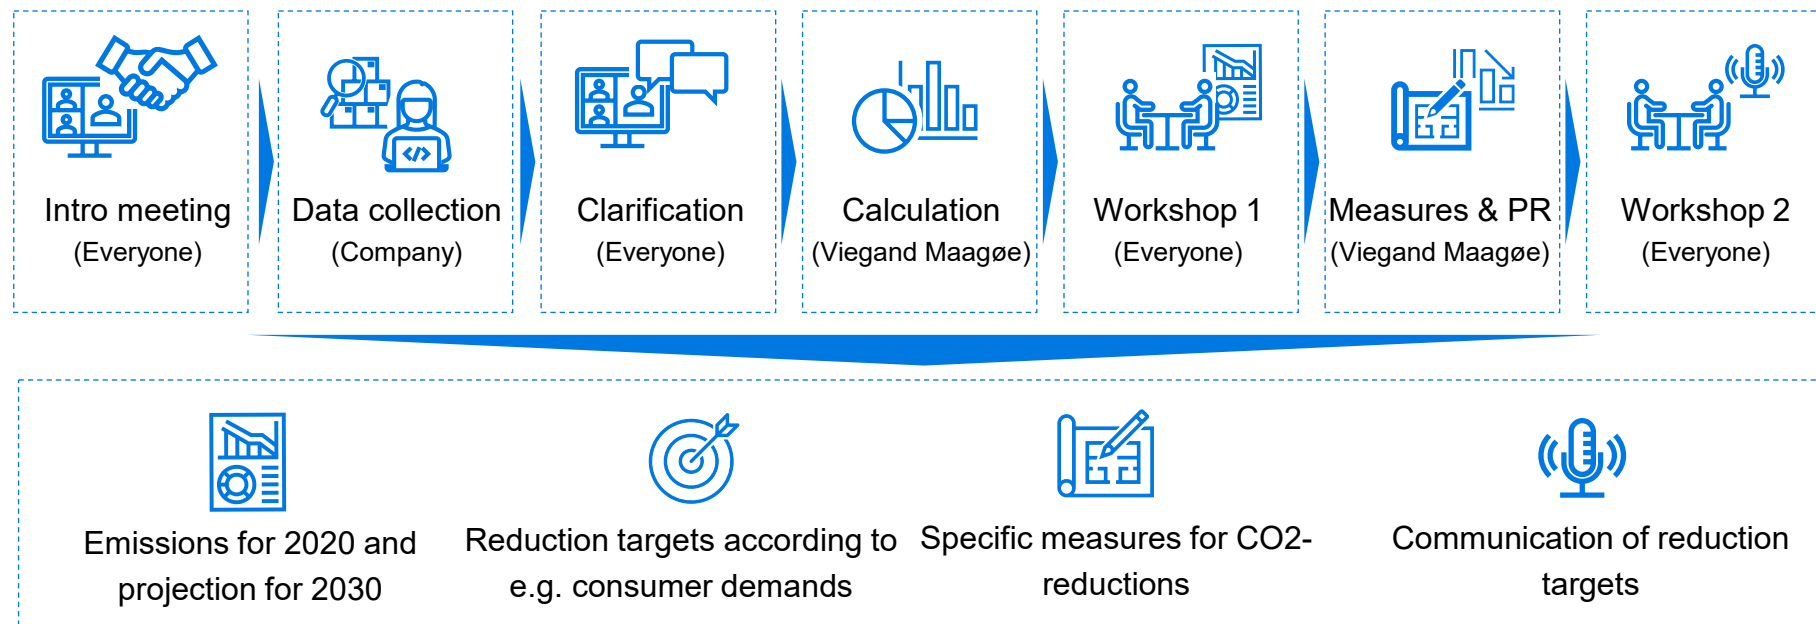 Intro meeting
(Everyone)
Data collection
(Company)
Clarification
(Everyone)
Calculation
(Viegand Maagøe)
Workshop 1
(Everyone)
Measures & PR
(Viegand Maagøe)
Workshop 2
(Everyone)
Emissions for 2020 and
projection for 2030
Reduction targets according to
e.g. consumer demands
Specific measures for CO2-
reductions
Communication of reduction
targets